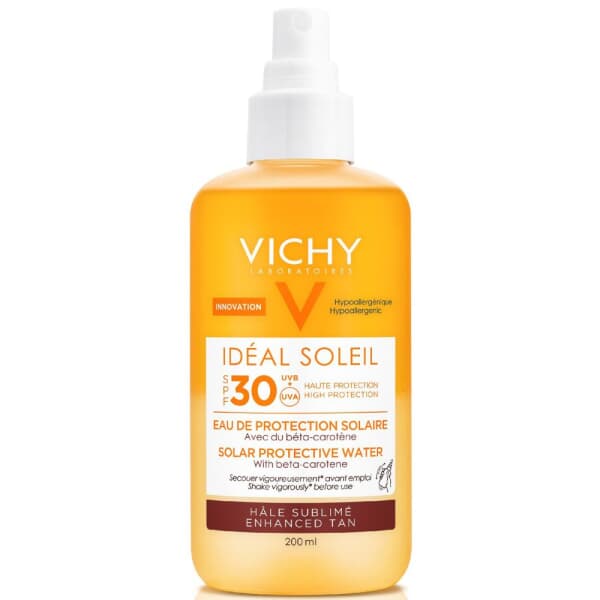 VICHY
LABORATOIRES
INNOVATION
Hypoallergénique
Hypoallergenic
IDÉAL SOLEIL
SPF 30 UVB + UVA
HAUTE PROTECTION
HIGH PROTECTION
EAU DE PROTECTION SOLAIRE
Avec du bêta-carotène
SOLAR PROTECTIVE WATER
With beta-carotene
Secouer vigoureusement* avant emploi
Shake vigorously* before use
HÂLE SUBLIMÉ
ENHANCED TAN
200 ml